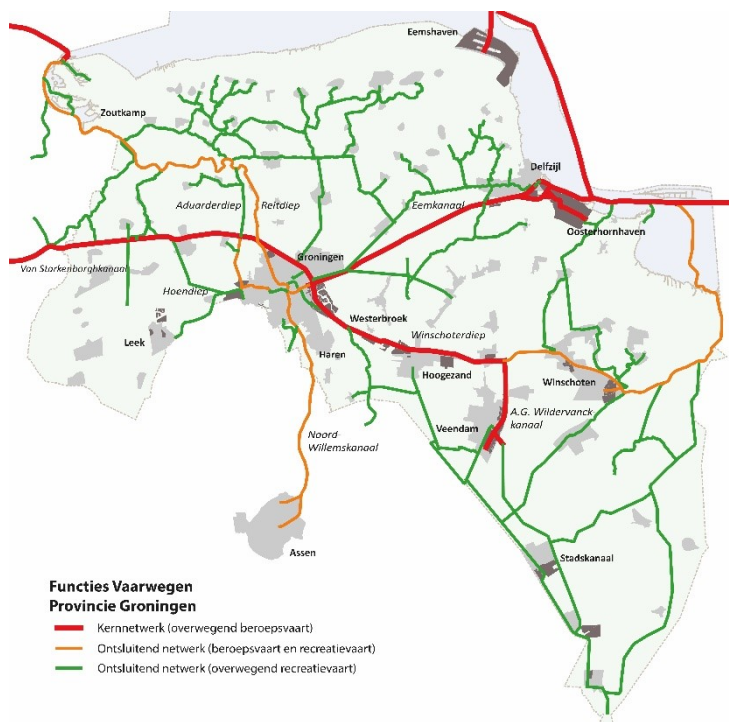 Eemshaven
Zoutkamp
Delfzijl
Aduarderdiep
Reitdiep
Eemkanaal
Oosterhornhaven
Groningen
Van Starkenborghkanaal
Hoendiep
Westerbroek
Winschoterdiep
Leek
Haren
Hoogezand
Winschoten
A.G. Wildervanck
kanaal
Veendam
Noord-
Willemskanaal
Assen
Stadskanaal
Functies Vaarwegen
Provincie Groningen
Kernnetwerk (overwegend beroepsvaart)
Ontsluitend netwerk (beroepsvaart en recreatievaart)
Ontsluitend netwerk (overwegend recreatievaart)